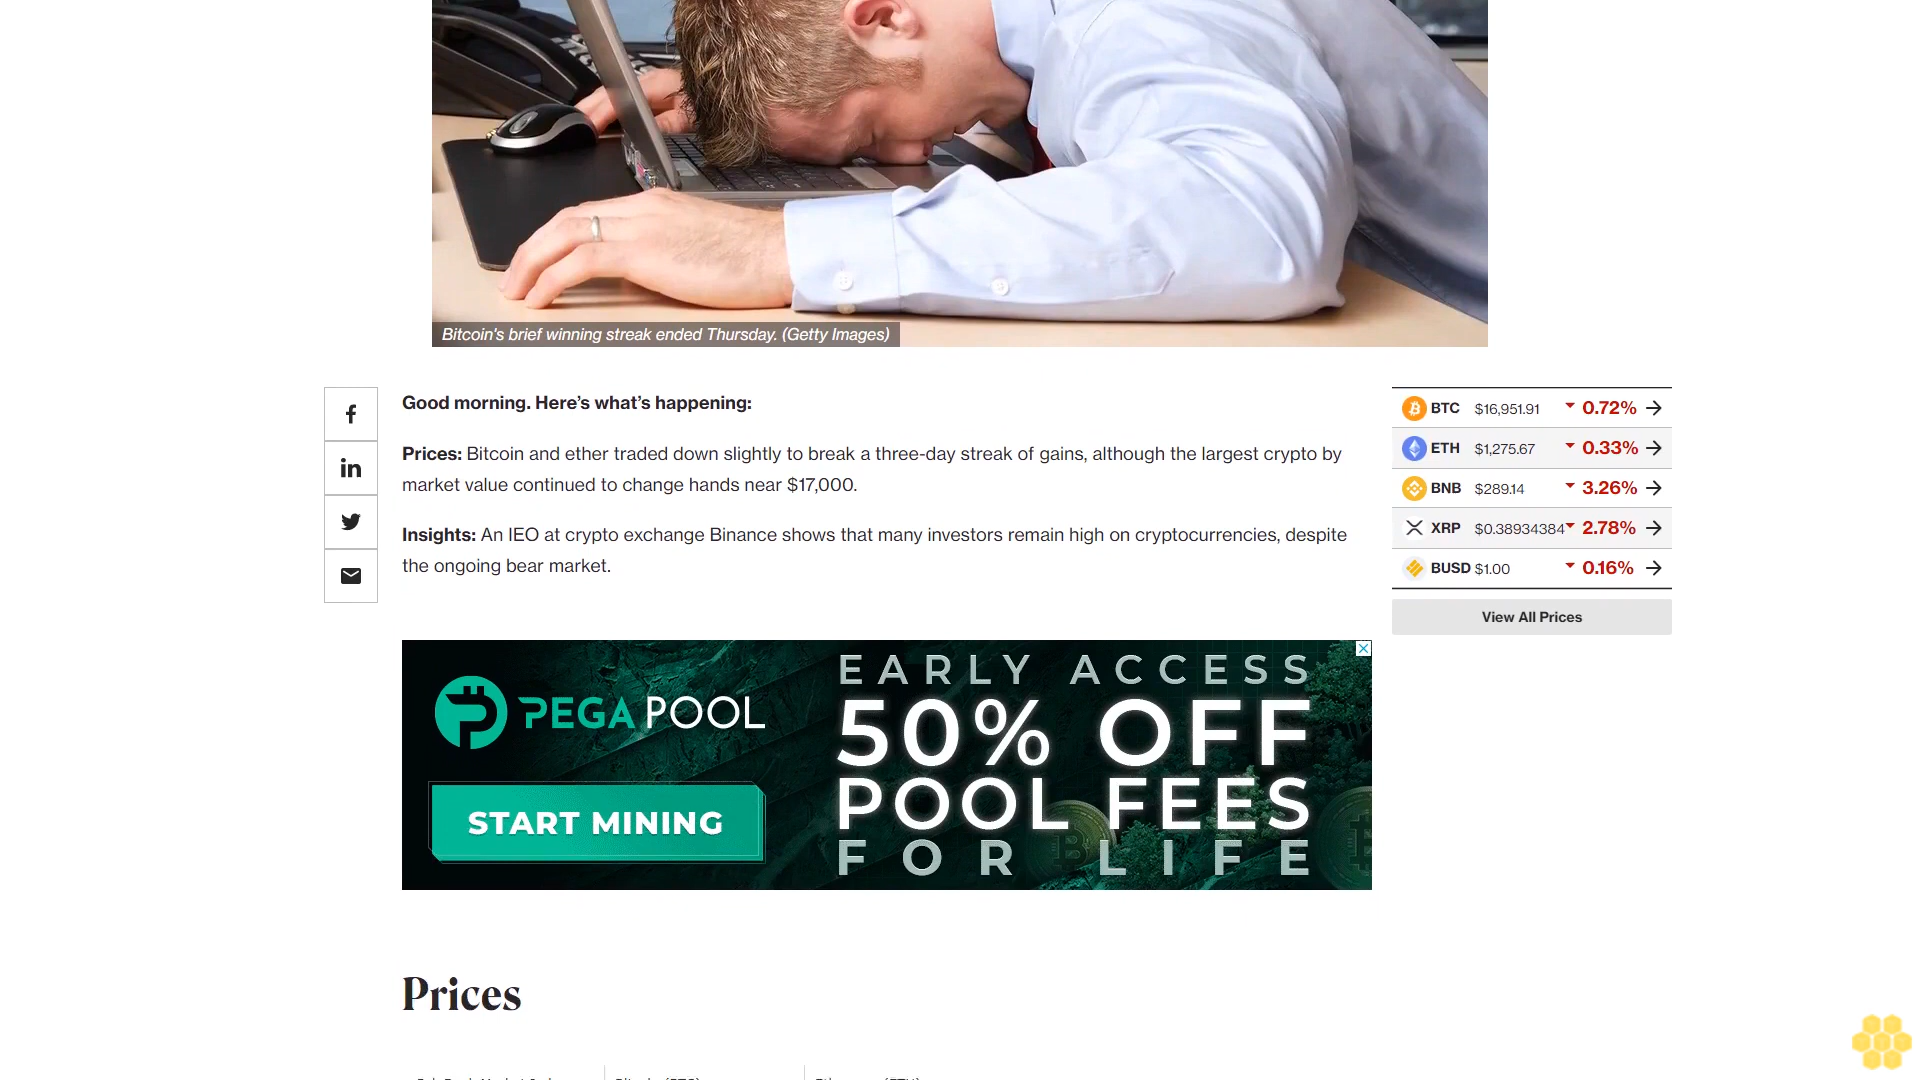 Bitcoin's brief winning streak ended Thursday. (Getty Images)
Good morning. Here’s what’s happening:
Prices: Bitcoin and ether traded down slightly to break a three-day streak of gains, although the largest crypto by
market value continued to change hands near $17,000.
Insights: An IEO at crypto exchange Binance shows that many investors remain high on cryptocurrencies, despite
the ongoing bear market.
BTC $16,951.91 0.72%
ETH $1,275.67 0.33%
BNB $289.14 3.26%
XRP $0.38934384 2.78%
BUSD $1.00 0.16%
View All Prices
PEGA POOL
START MINING
EARLY ACCESS
50% OFF
POOL FEES
FOR LIFE
Prices